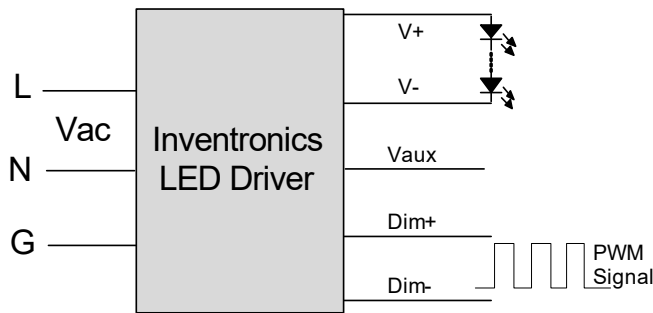 L
Vac
N
G
Inventronics
LED Driver
V+
V-
Vaux
Dim+
Dim-
PWM
Signal